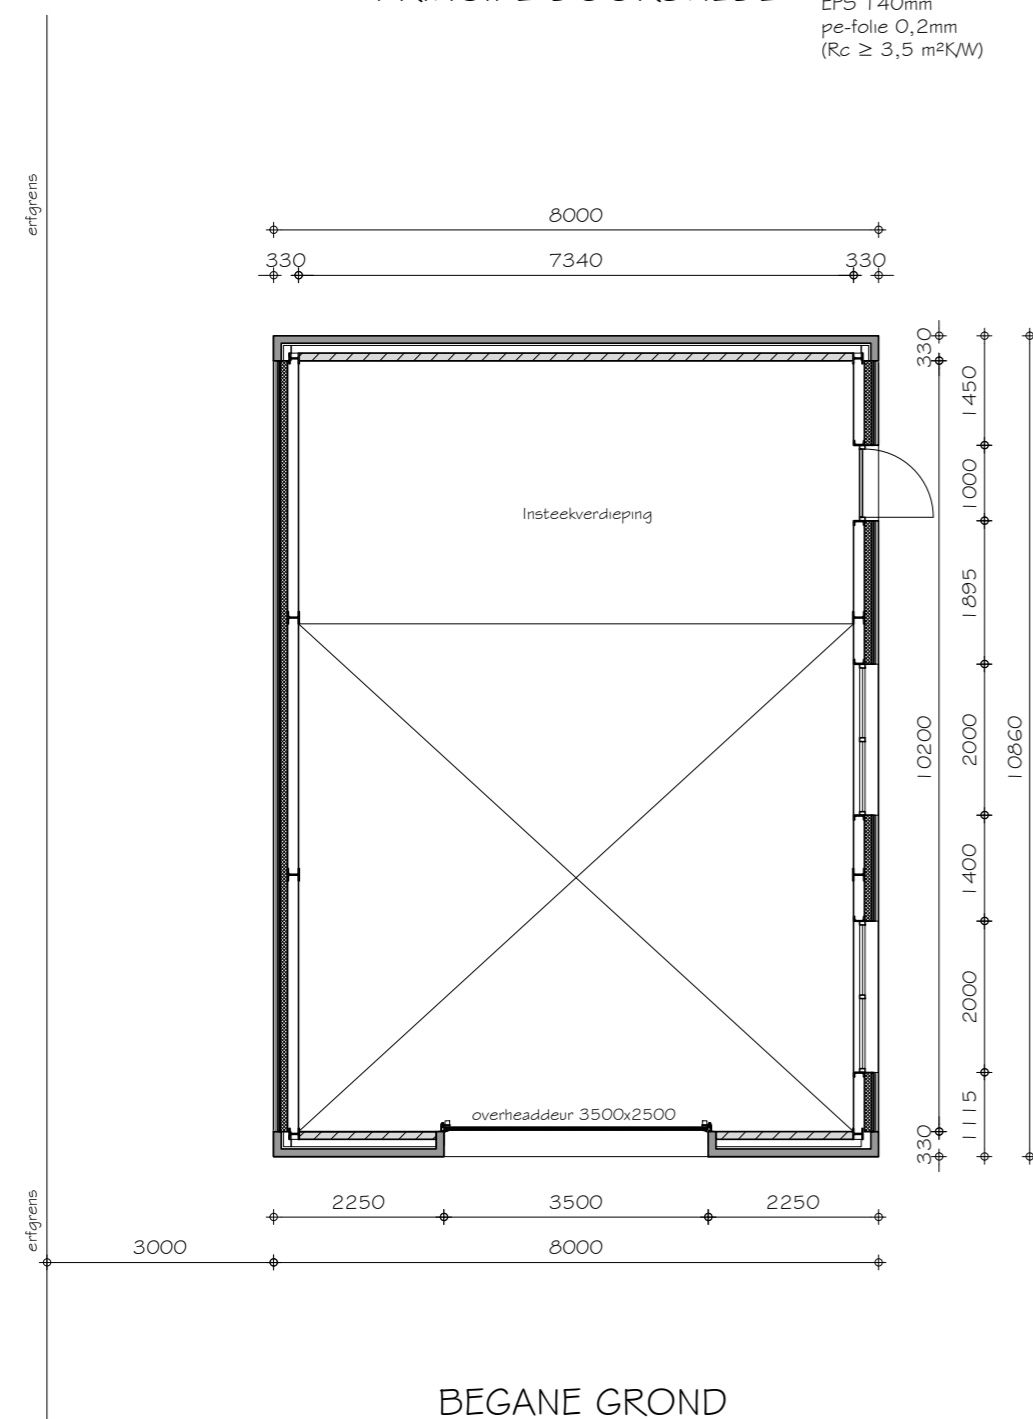 EPS 140mm
pe-folie 0,2mm
(Rc ≥ 3,5 m²K/W)
erfgrens
8000
330 7340 330
330
1450
1000
Insteekverdieping
1895
10200
2000
10860
1400
2000
overheaddeur 3500x2500
1115
330
2250 3500 2250
erfgrens
3000 8000
BEGANE GROND